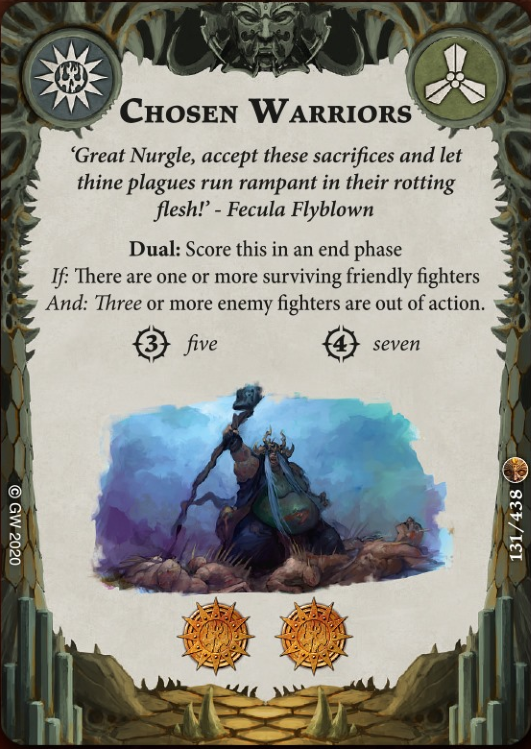 Chosen Warriors
‘Great Nurgle, accept these sacrifices and let
thine plagues run rampant in their rotting
flesh!’ - Fecula Flyblown
Dual: Score this in an end phase
If: There are one or more surviving friendly fighters
And: Three or more enemy fighters are out of action.
3 five 4 seven
© GW 2020
131/438